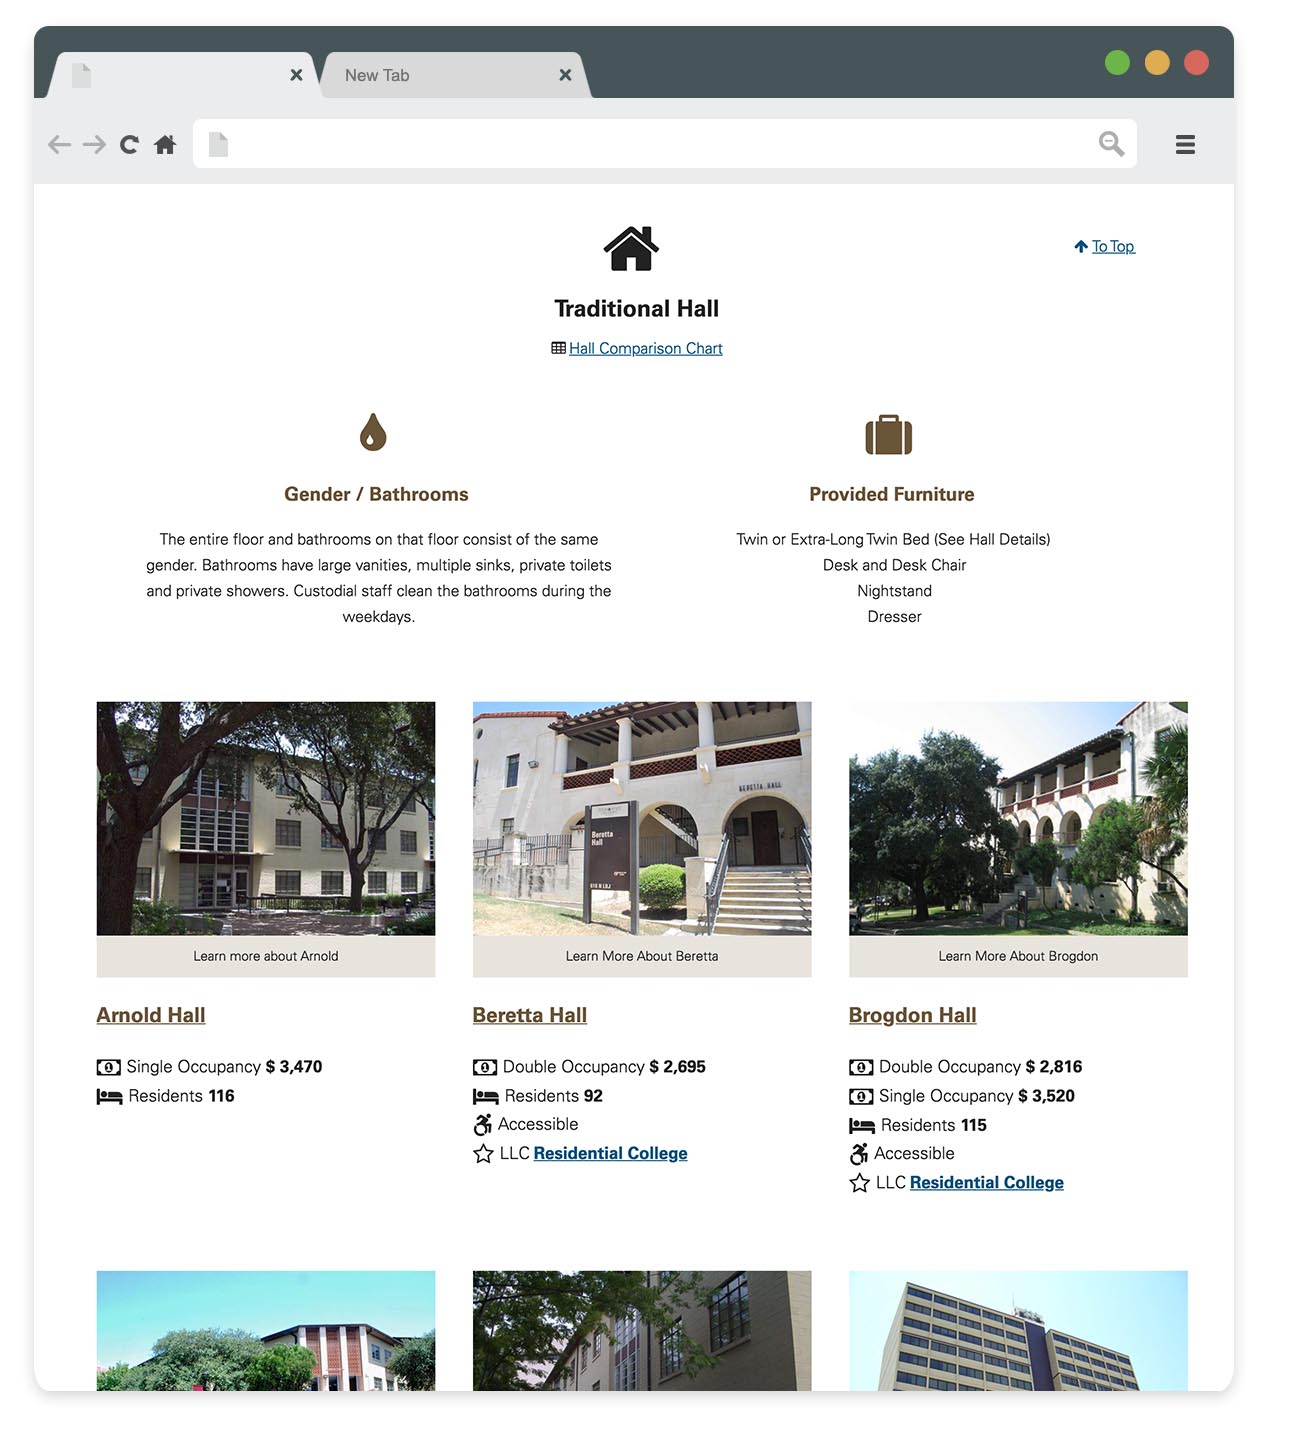 New Tab
To Top
Traditional Hall
Hall Comparison Chart
Gender / Bathrooms
The entire floor and bathrooms on that floor consist of the same
gender. Bathrooms have large vanities, multiple sinks, private toilets
and private showers. Custodial staff clean the bathrooms during the
weekdays.
Provided Furniture
Twin or Extra-Long Twin Bed (See Hall Details)
Desk and Desk Chair
Nightstand
Dresser
BERETTA HALL
Beretta
Hall
Learn more about Arnold
Learn More About Beretta
Learn More About Brogdon
Arnold Hall
Single Occupancy $ 3,470
Residents 116
Beretta Hall
Double Occupancy $ 2,695
Residents 92
Accessible
LLC Residential College
Brogdon Hall
Double Occupancy $ 2,816
Single Occupancy $ 3,520
Residents 115
Accessible
LLC Residential College